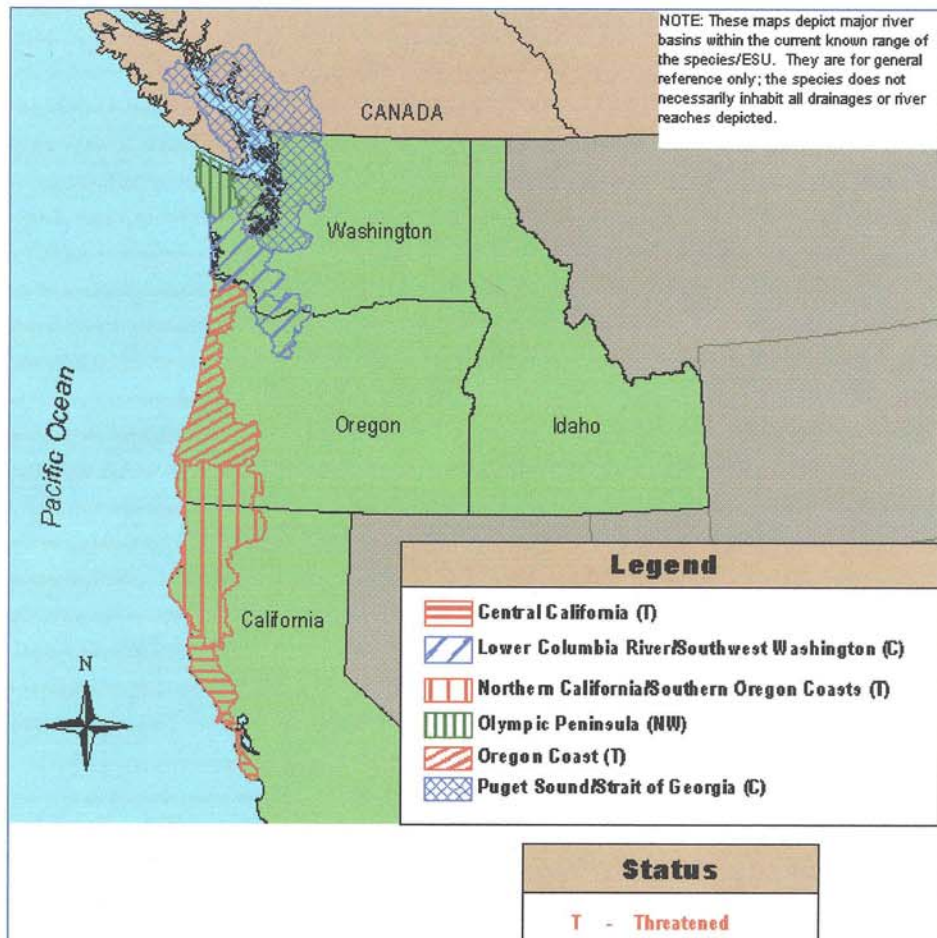 NOTE: These maps depict major river
basins within the current known range of
the species/ESU. They are for general
reference only; the species does not
necessarily inhabit all drainages or river
reaches depicted.
CANADA
Washington
Oregon
Idaho
Pacific Ocean
California
N
Legend
Central California (T)
Lower Columbia River/Southwest Washington (C)
Northern California/Southern Oregon Coasts (T)
Olympic Peninsula (NW)
Oregon Coast (T)
Puget Sound/Strait of Georgia (C)
Status
T - Threatened